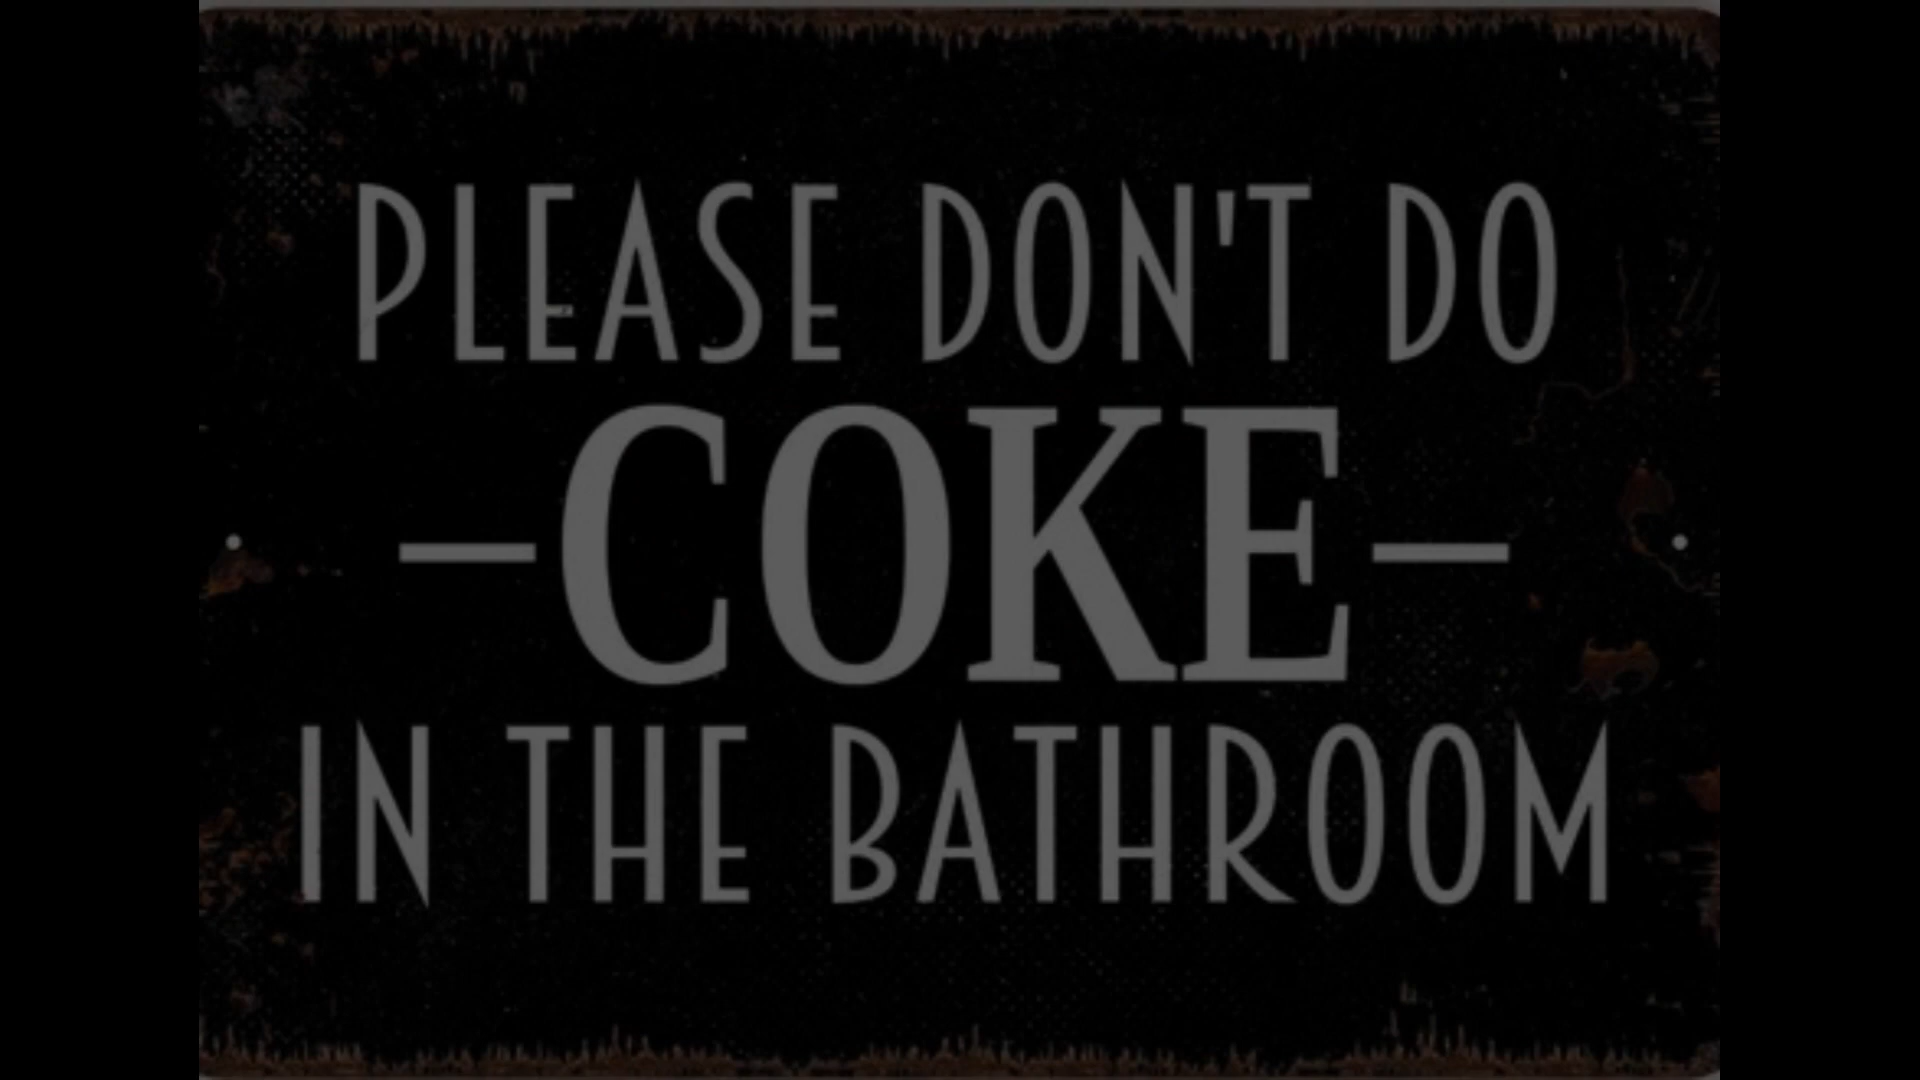 PLEASE DON'T DO
–COKE–
IN THE BATHROOM